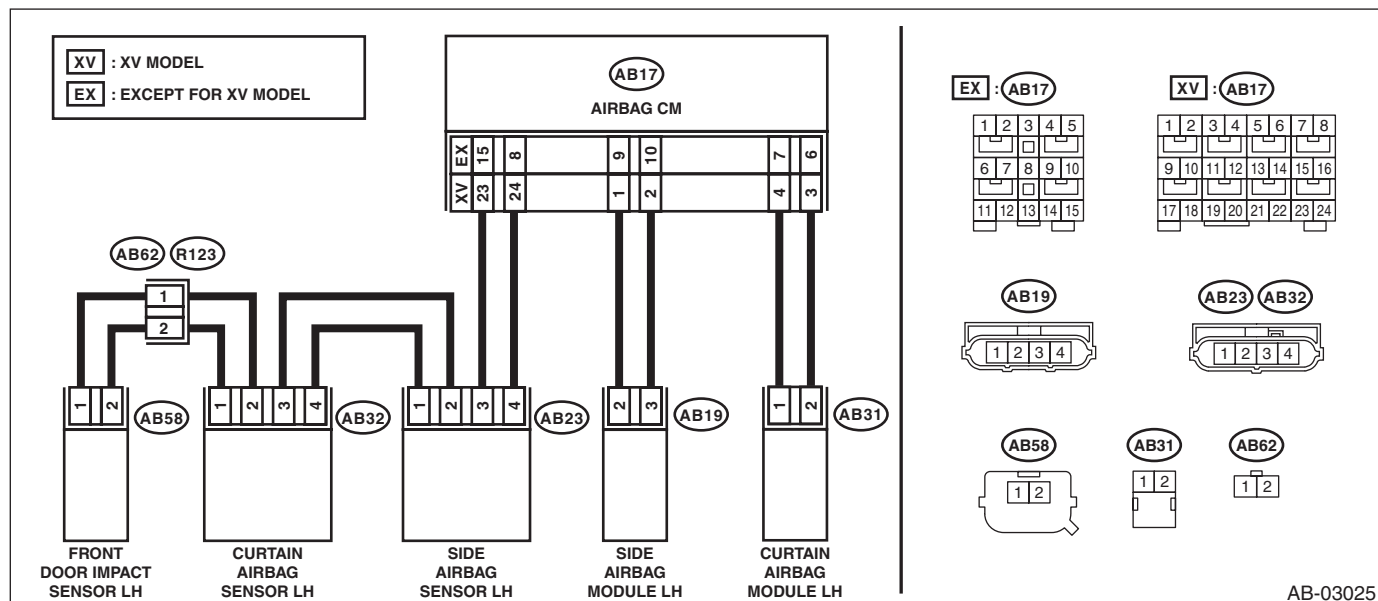 XV : XV MODEL
EX : EXCEPT FOR XV MODEL
AB17
AIRBAG CM
EX 15 8 9 10 7 6
XV 23 24 1 2 4 3
AB62 R123
1
2
1 2 AB58
1 2 3 4 AB32
1 2 3 4 AB23
2 3 AB19
1 2 AB31
FRONT
DOOR IMPACT
SENSOR LH
CURTAIN
AIRBAG
SENSOR LH
SIDE
AIRBAG
SENSOR LH
SIDE
AIRBAG
MODULE LH
CURTAIN
AIRBAG
MODULE LH
EX : AB17
1 2 3 4 5
6 7 8 9 10
11 12 13 14 15
XV : AB17
1 2 3 4 5 6 7 8
9 10 11 12 13 14 15 16
17 18 19 20 21 22 23 24
AB19
1 2 3 4
AB23 AB32
1 2 3 4
AB58
1 2
AB31
1 2
AB62
1 2
AB-03025